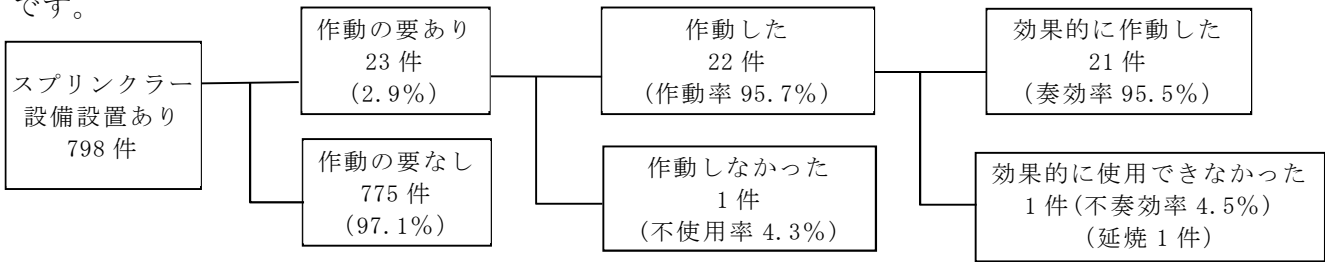 です。
スプリンクラー
設備設置あり
798 件
作動の要あり
23 件
(2.9%)
作動の要なし
775 件
(97.1%)
作動した
22 件
(作動率 95.7%)
作動しなかった
1 件
(不使用率 4.3%)
効果的に作動した
21 件
(奏効率 95.5%)
効果的に使用できなかった
1 件(不奏効率 4.5%)
(延焼 1 件)